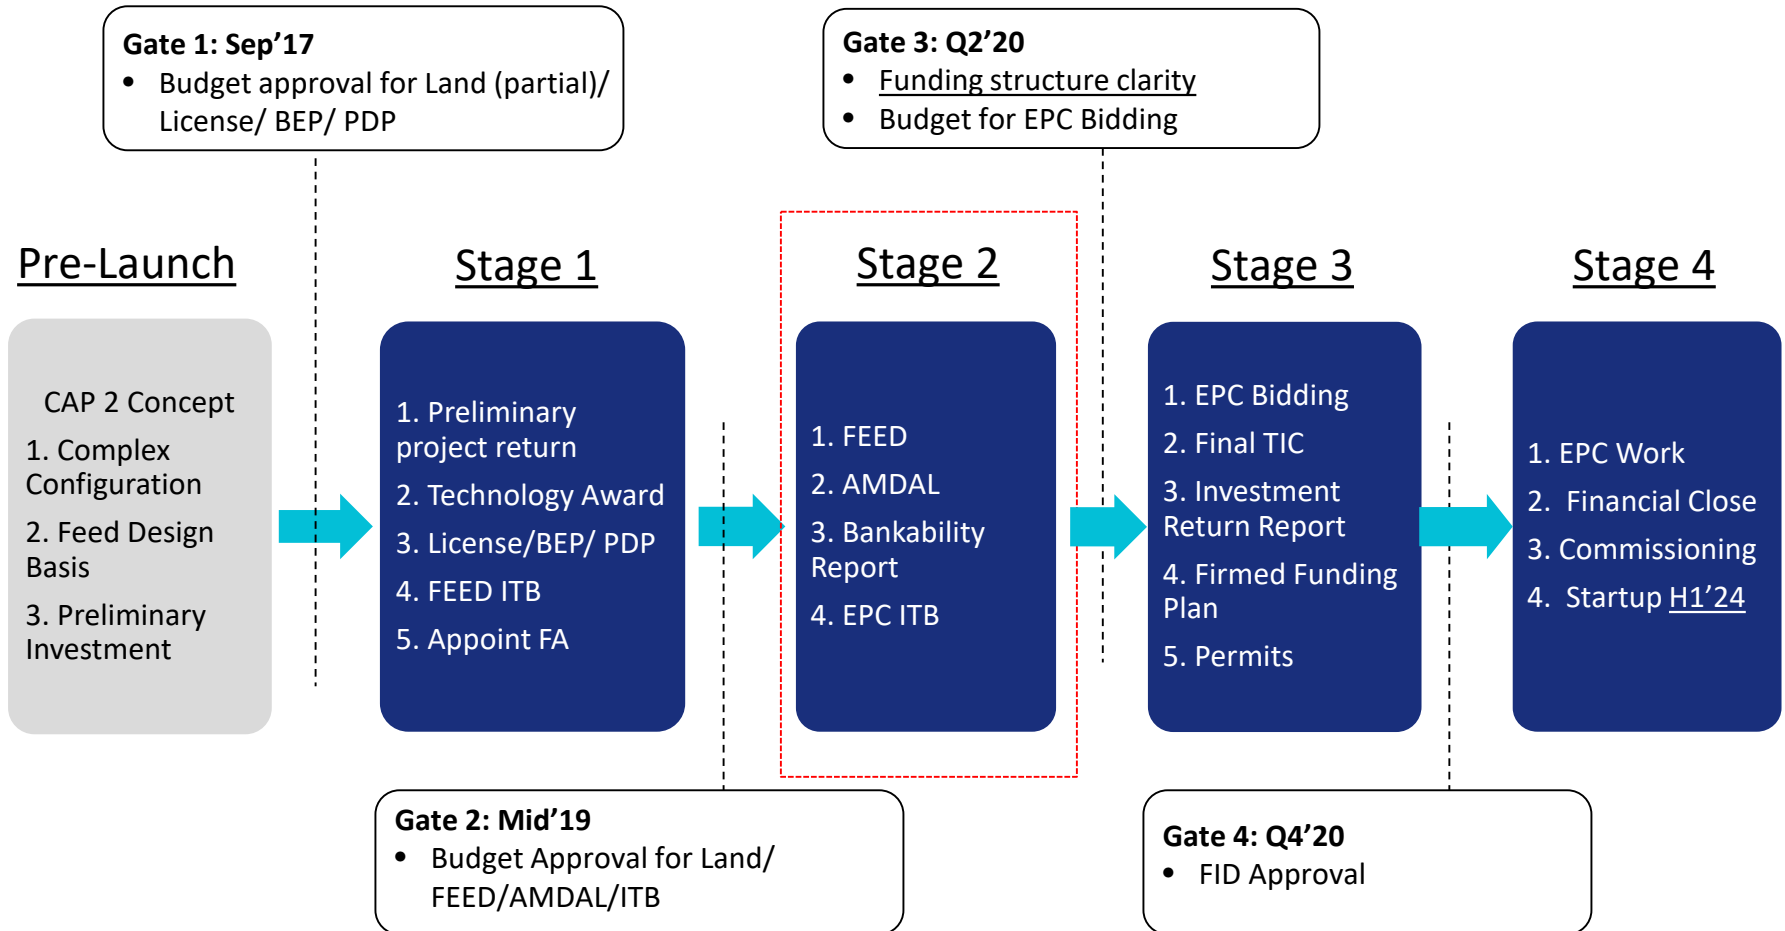 Gate 1: Sep’17
• Budget approval for Land (partial)/
License/ BEP/ PDP
Gate 3: Q2’20
• Funding structure clarity
• Budget for EPC Bidding
Pre-Launch
CAP 2 Concept
1. Complex
Configuration
2. Feed Design
Basis
3. Preliminary
Investment
Stage 1
1. Preliminary
project return
2. Technology Award
3. License/BEP/ PDP
4. FEED ITB
5. Appoint FA
Stage 2
1. FEED
2. AMDAL
3. Bankability
Report
4. EPC ITB
Stage 3
1. EPC Bidding
2. Final TIC
3. Investment
Return Report
4. Firmed Funding
Plan
5. Permits
Stage 4
1. EPC Work
2. Financial Close
3. Commissioning
4. Startup H1’24
Gate 2: Mid’19
• Budget Approval for Land/
FEED/AMDAL/ITB
Gate 4: Q4’20
• FID Approval